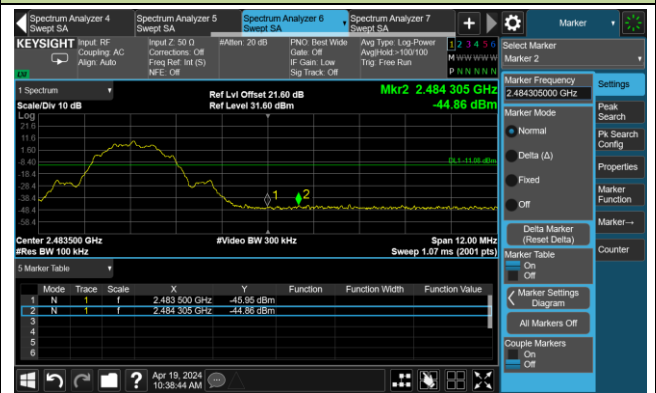 Spectrum Analyzer 4
Swept SA
Spectrum Analyzer 5
Swept SA
Spectrum Analyzer 6
Swept SA
Spectrum Analyzer 7
Swept SA
+
Marker
KEYSIGHT
Input: RF
Coupling: AC
Align: Auto
Input Z: 50 Ω
Corrections: Off
Freq Ref: Int (S)
NFE: Off
#Atten: 20 dB
PNO: Best Wide
Gate: Off
IF Gain: Low
Sig Track: Off
Avg Type: Log-Power
Avg|Hold:>100/100
Trig: Free Run
1 2 3 4 5 6
M W W W W W
P N N N N N
Select Marker
Marker 2
1 Spectrum
Scale/Div 10 dB
Log
Ref Lvl Offset 21.60 dB
Ref Level 31.60 dBm
Mkr2 2.484 305 GHz
-44.86 dBm
21.6
11.6
1.60
-8.40
-18.4
-28.4
-38.4
-48.4
-58.4
1
2
Center 2.483500 GHz
#Res BW 100 kHz
#Video BW 300 kHz
Span 12.00 MHz
Sweep 1.07 ms (2001 pts)
5 Marker Table
Mode Trace Scale X Y Function Function Width Function Value
1 N 1 f 2.483 500 GHz -45.95 dBm
2 N 1 f 2.484 305 GHz -44.86 dBm
3
4
5
6
Marker Frequency
2.484305000 GHz
Marker Mode
Normal
Delta (Δ)
Fixed
Off
Delta Marker
(Reset Delta)
Marker Table
On
Off
Marker Settings
Diagram
All Markers Off
Couple Markers
On
Off
Settings
Peak
Search
Pk Search
Config
Properties
Marker
Function
Marker→
Counter
?
Apr 19, 2024
10:38:44 AM